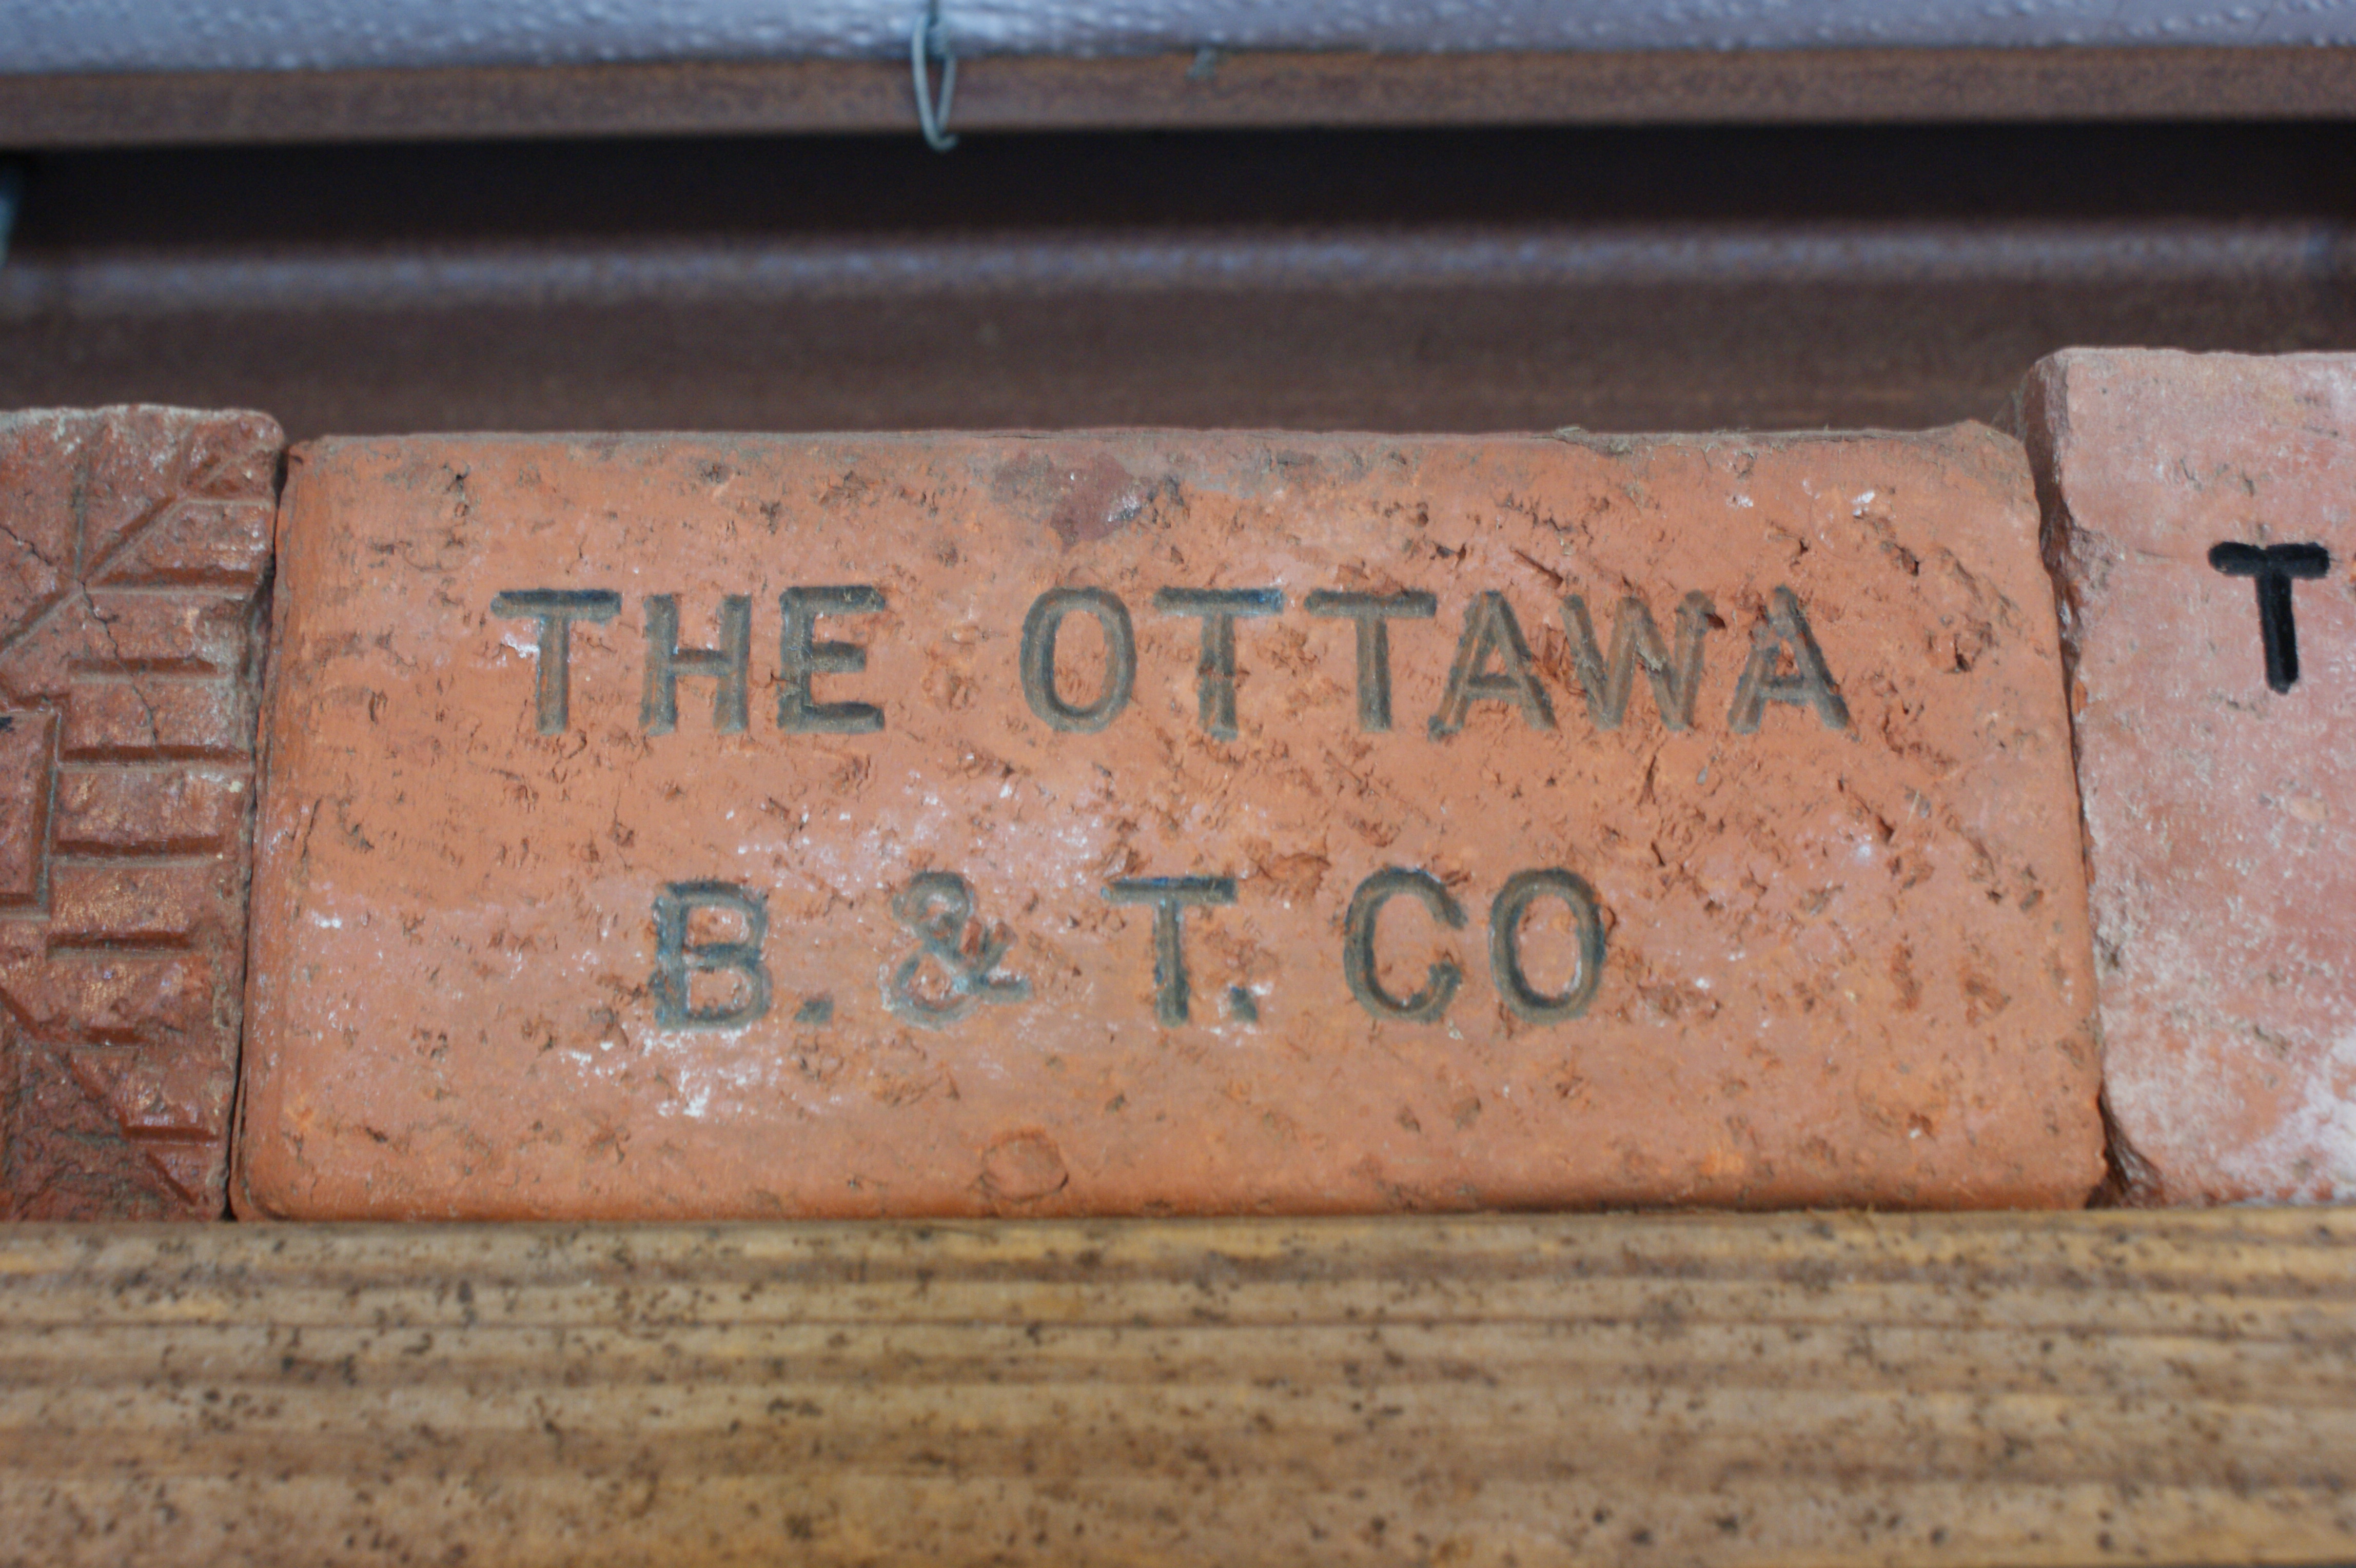 THE OTTAWA
B. & T. CO
T